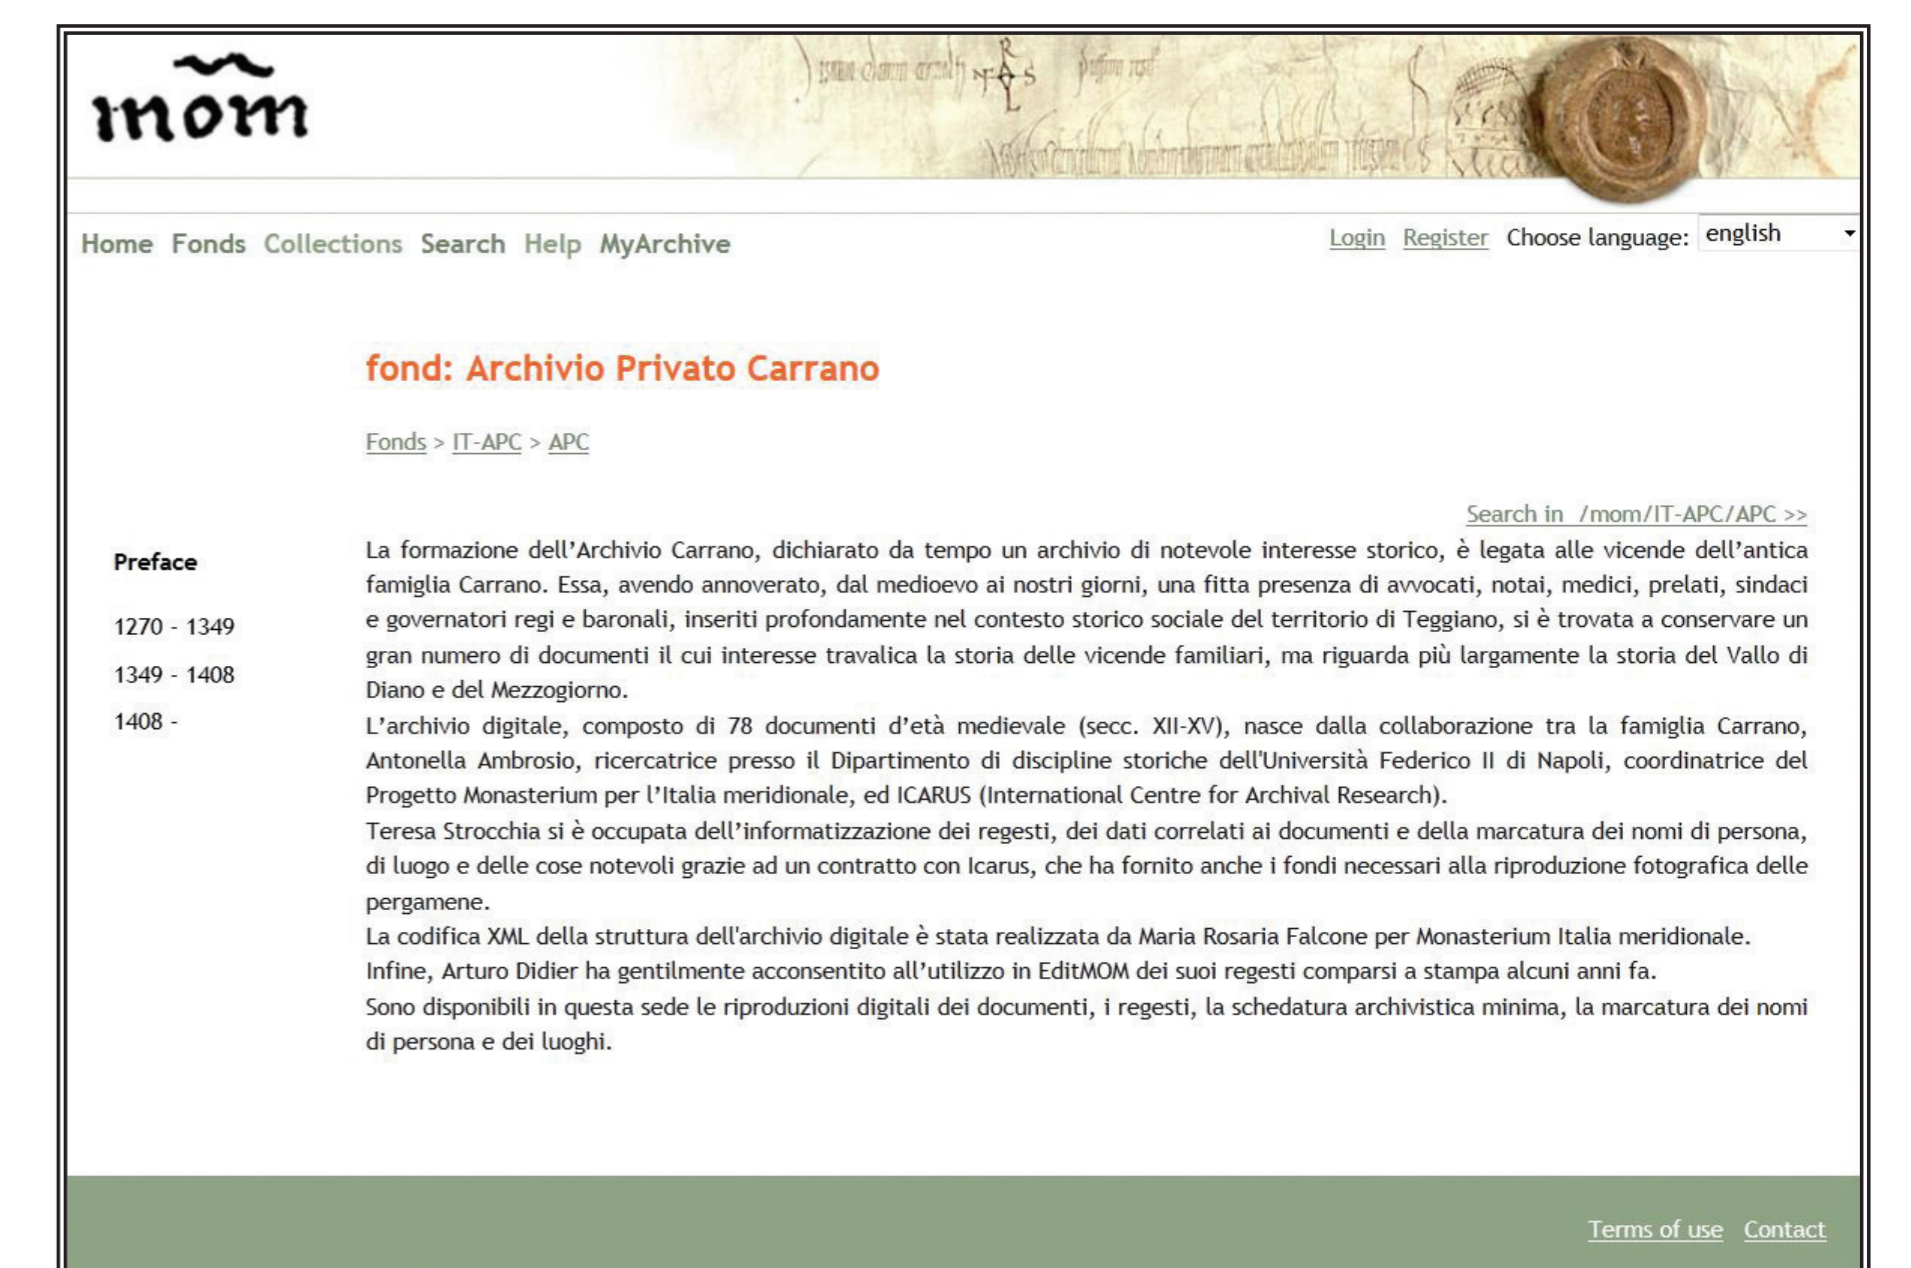 mom
Home Fonds Collections Search Help MyArchive
Login Register Choose language: english
fond: Archivio Privato Carrano
Fonds > IT-APC > APC
Search in /mom/IT-APC/APC >>
Preface
1270 - 1349
1349 - 1408
1408 -
La formazione dell’Archivio Carrano, dichiarato da tempo un archivio di notevole interesse storico, è legata alle vicende dell’antica
famiglia Carrano. Essa, avendo annoverato, dal medioevo ai nostri giorni, una fitta presenza di avvocati, notai, medici, prelati, sindaci
e governatori regi e baronali, inseriti profondamente nel contesto storico sociale del territorio di Teggiano, si è trovata a conservare un
gran numero di documenti il cui interesse travalica la storia delle vicende familiari, ma riguarda più largamente la storia del Vallo di
Diano e del Mezzogiorno.
L’archivio digitale, composto di 78 documenti d’età medievale (secc. XII-XV), nasce dalla collaborazione tra la famiglia Carrano,
Antonella Ambrosio, ricercatrice presso il Dipartimento di discipline storiche dell'Università Federico II di Napoli, coordinatrice del
Progetto Monasterium per l’Italia meridionale, ed ICARUS (International Centre for Archival Research).
Teresa Strocchia si è occupata dell’informatizzazione dei regesti, dei dati correlati ai documenti e della marcatura dei nomi di persona,
di luogo e delle cose notevoli grazie ad un contratto con Icarus, che ha fornito anche i fondi necessari alla riproduzione fotografica delle
pergamene.
La codifica XML della struttura dell'archivio digitale è stata realizzata da Maria Rosaria Falcone per Monasterium Italia meridionale.
Infine, Arturo Didier ha gentilmente acconsentito all’utilizzo in EditMOM dei suoi regesti comparsi a stampa alcuni anni fa.
Sono disponibili in questa sede le riproduzioni digitali dei documenti, i regesti, la schedatura archivistica minima, la marcatura dei nomi
di persona e dei luoghi.
Terms of use Contact